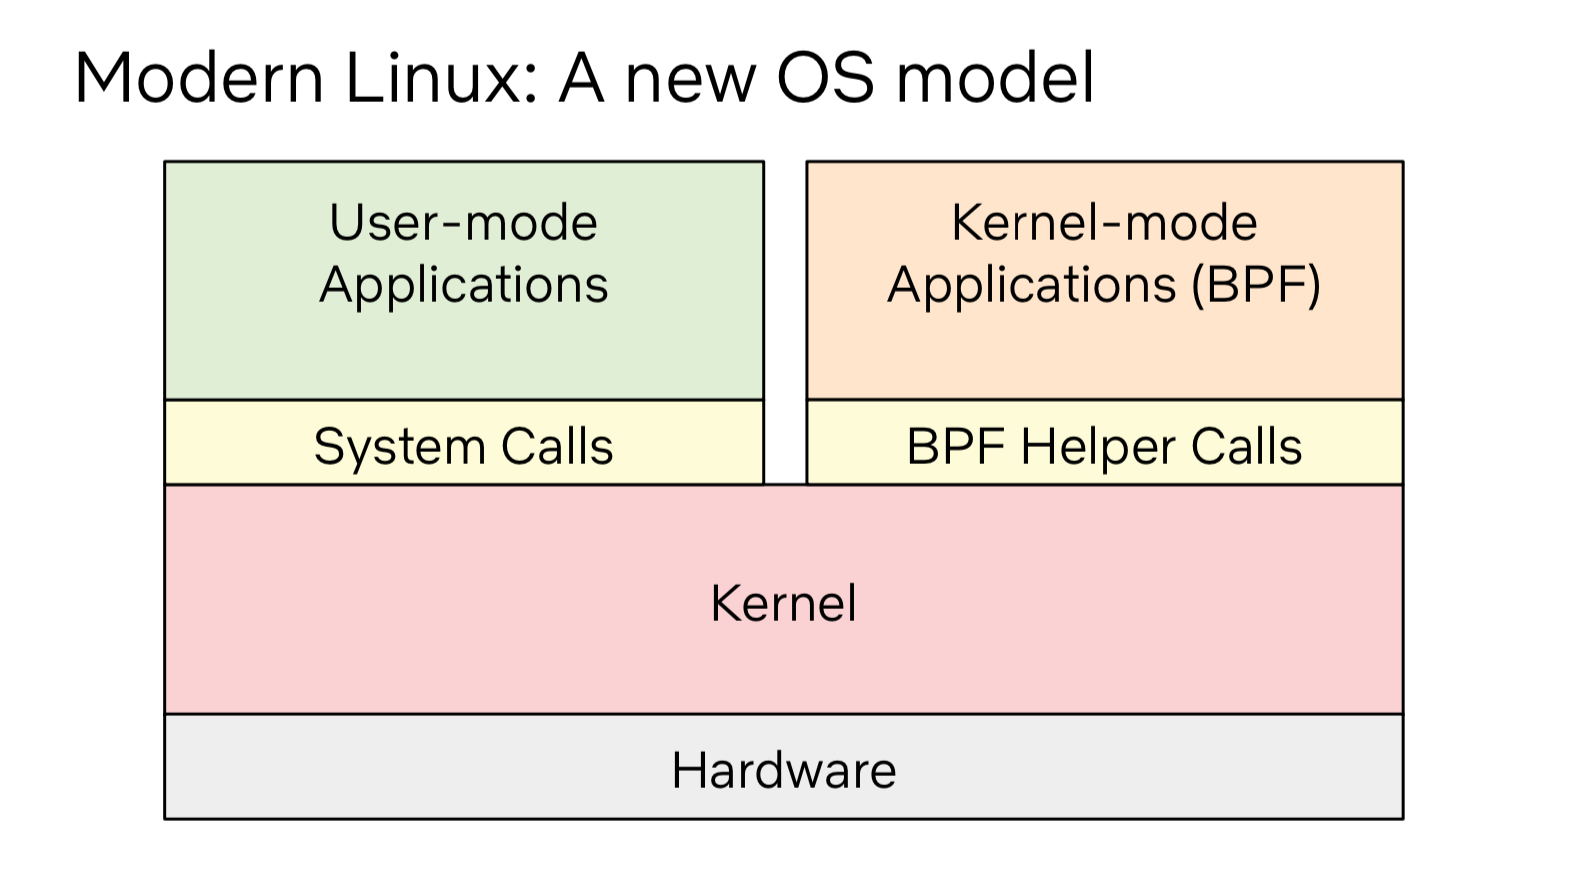 Modern Linux: A new OS model
User-mode
Applications
Kernel-mode
Applications (BPF)
System Calls
BPF Helper Calls
Kernel
Hardware